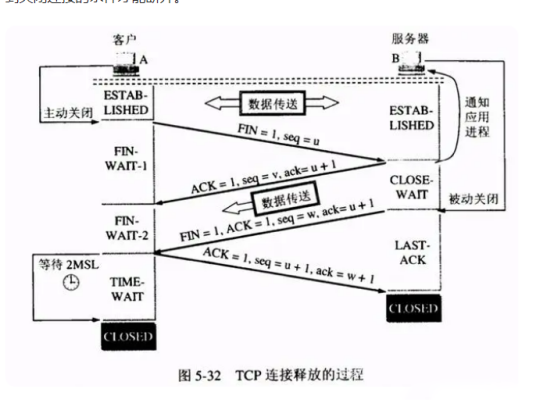 客户
服务器
A
B
ESTAB-
LISHED
数据传送
ESTAB-
LISHED
通知
应用
进程
主动关闭
FIN = 1, seq = u
FIN-
WAIT-1
ACK = 1, seq = v, ack= u + 1
CLOSE-
WAIT
数据传送
被动关闭
FIN-
WAIT-2
FIN = 1, ACK = 1, seq = w, ack= u + 1
LAST-
ACK
等待 2MSL
ACK = 1, seq = u + 1, ack = w + 1
TIME-
WAIT
CLOSED
CLOSED
图 5-32 TCP 连接释放的过程